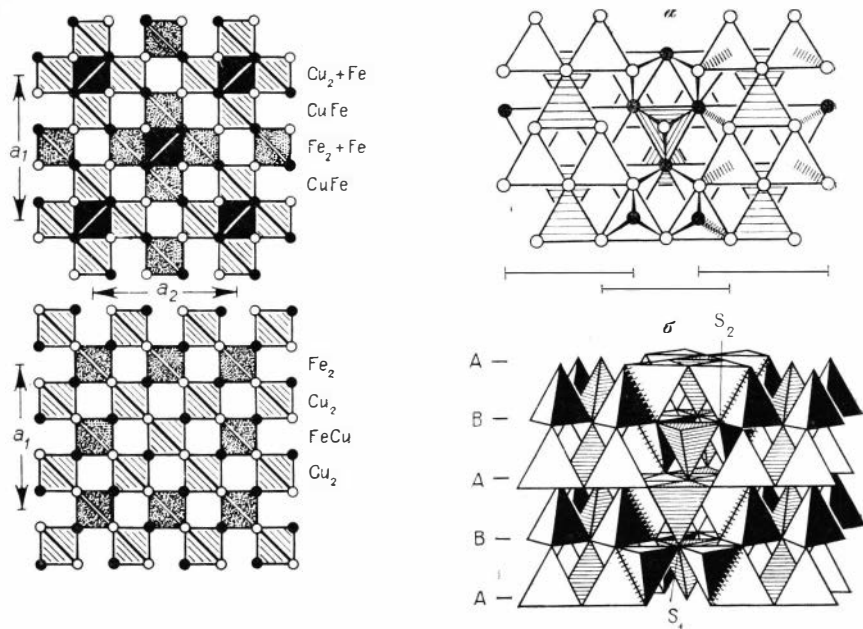 Cu₂+Fe
CuFe
Fe₂+Fe
CuFe
a₁
a₂
Fe₂
Cu₂
FeCu
Cu₂
a₁
а
б
S₂
A
B
A
B
A
S₁